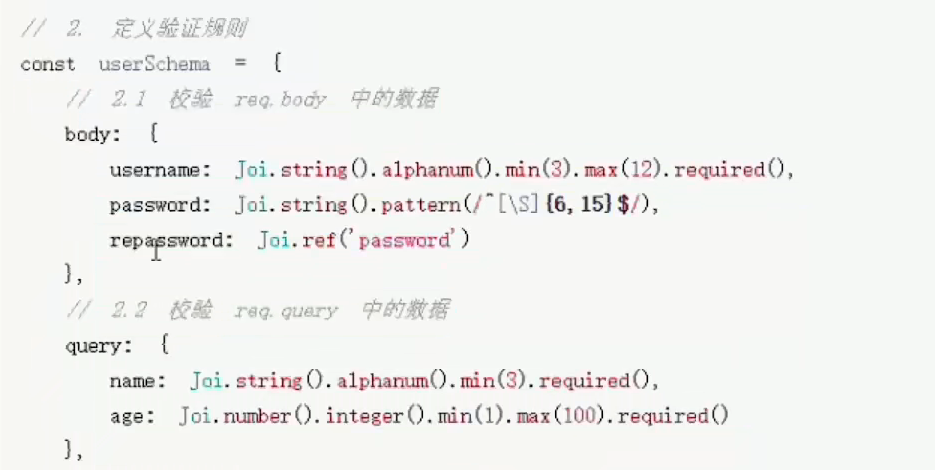 // 2. 定义验证规则
const userSchema = {
// 2.1 校验 req.body 中的数据
body: {
username: Joi.string().alphanum().min(3).max(12).required(),
password: Joi.string().pattern(/^[\S]{6,15}$/),
repassword: Joi.ref('password')
},
// 2.2 校验 req.query 中的数据
query: {
name: Joi.string().alphanum().min(3).required(),
age: Joi.number().integer().min(1).max(100).required()
},